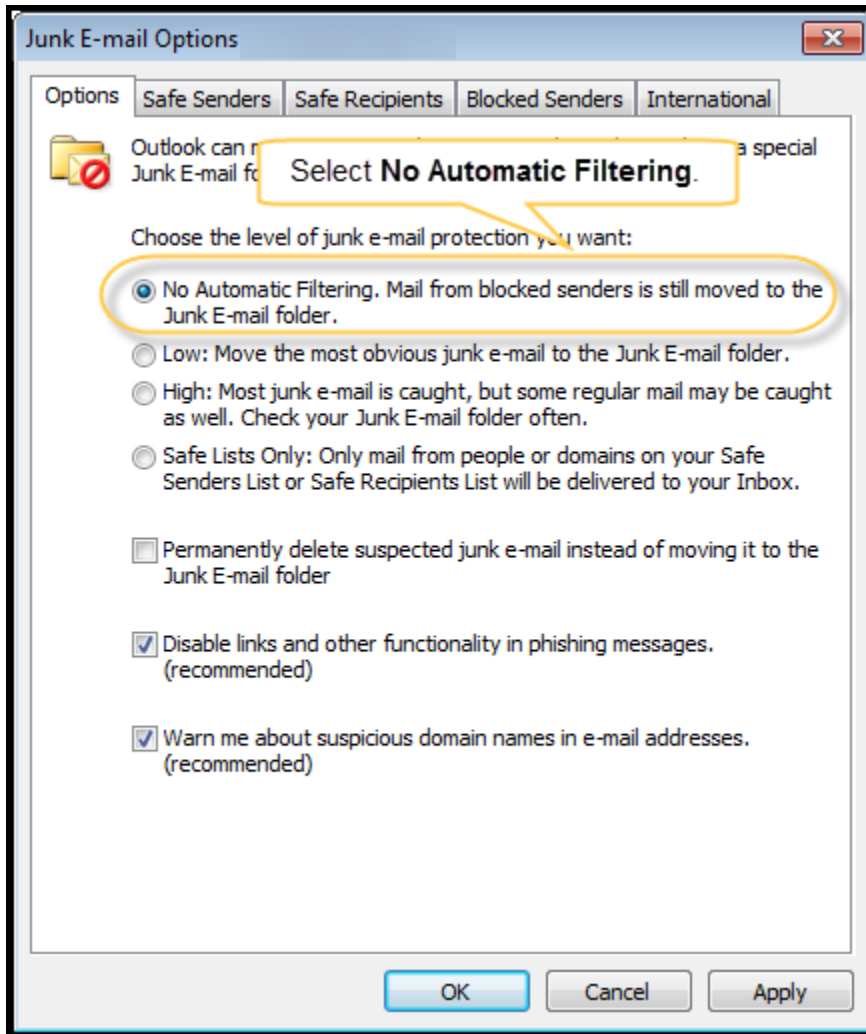 Junk E-mail Options
Options Safe Senders Safe Recipients Blocked Senders International
Outlook can a special
Junk E-mail
Select No Automatic Filtering.
Choose the level of junk e-mail protection you want:
No Automatic Filtering. Mail from blocked senders is still moved to the
Junk E-mail folder.
Low: Move the most obvious junk e-mail to the Junk E-mail folder.
High: Most junk e-mail is caught, but some regular mail may be caught
as well. Check your Junk E-mail folder often.
Safe Lists Only: Only mail from people or domains on your Safe
Senders List or Safe Recipients List will be delivered to your Inbox.
Permanently delete suspected junk e-mail instead of moving it to the
Junk E-mail folder
Disable links and other functionality in phishing messages.
(recommended)
Warn me about suspicious domain names in e-mail addresses.
(recommended)
OK Cancel Apply